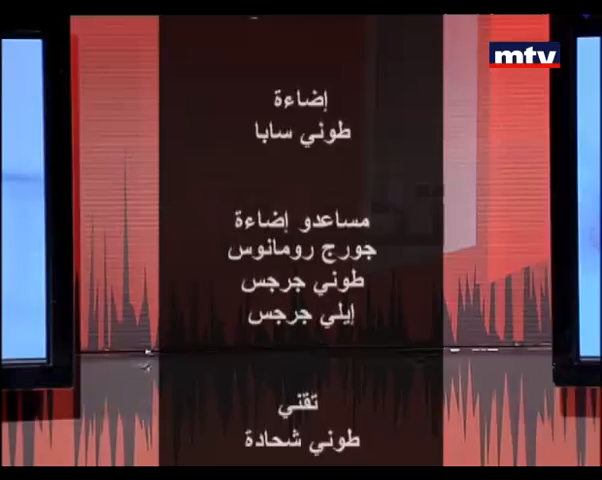 mtv
إضاءة
طوني سابا
مساعدو إضاءة
جورج رومانوس
طوني جرجس
إيلي جرجس
تقني
طوني شحادة